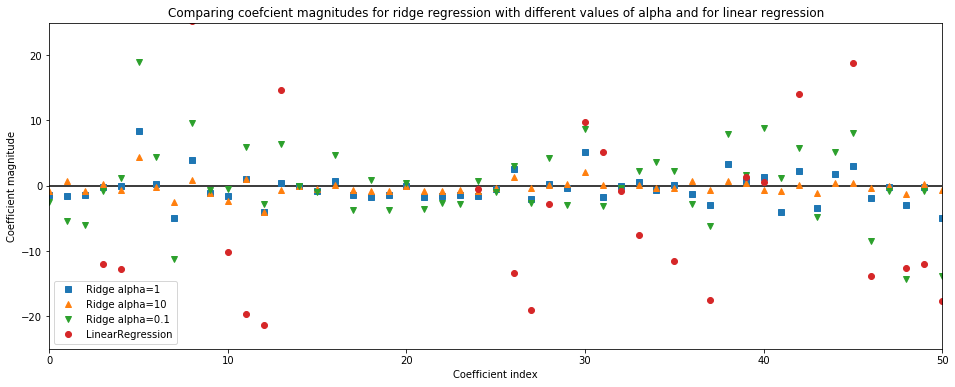 Comparing coefcient magnitudes for ridge regression with different values of alpha and for linear regression
Coefficient magnitude
20
10
0
−10
−20
Ridge alpha=1
Ridge alpha=10
Ridge alpha=0.1
LinearRegression
0 10 20 30 40 50
Coefficient index